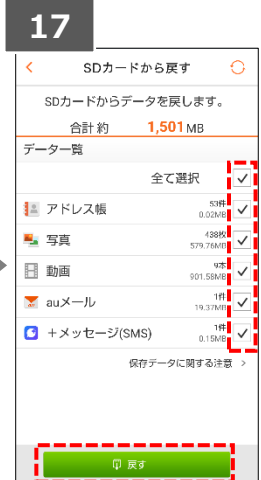 17
SDカードから戻す
SDカードからデータを戻します。
合計 約 1,501 MB
データ一覧
全て選択
アドレス帳 53件
0.02MB
写真 438枚
579.76MB
動画 9本
901.58MB
auメール 1件
19.37MB
+メッセージ(SMS) 1件
0.15MB
保存データに関する注意 >
戻す